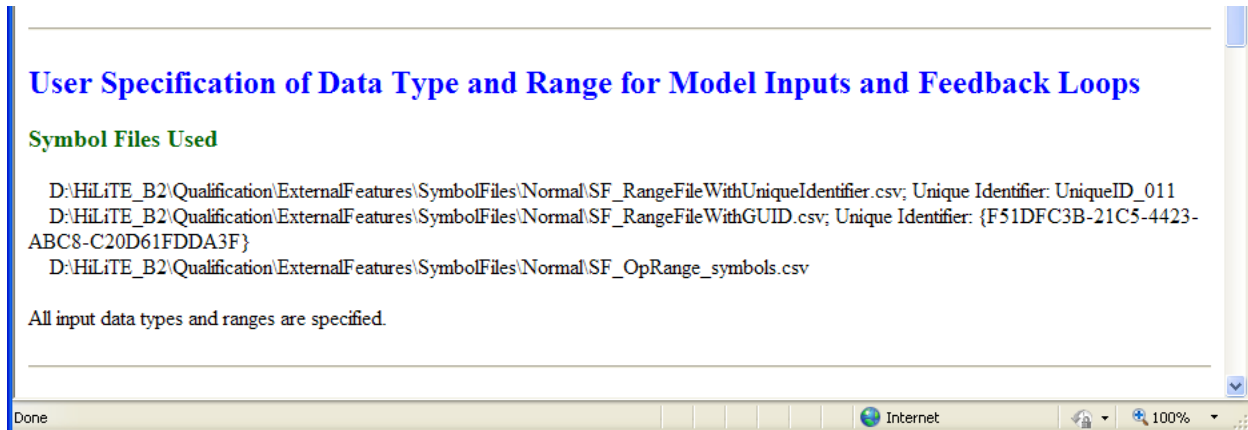 User Specification of Data Type and Range for Model Inputs and Feedback Loops
Symbol Files Used
D:\HiLiTE_B2\Qualification\ExternalFeatures\SymbolFiles\Normal\SF_RangeFileWithUniqueIdentifier.csv; Unique Identifier: UniqueID_011
D:\HiLiTE_B2\Qualification\ExternalFeatures\SymbolFiles\Normal\SF_RangeFileWithGUID.csv; Unique Identifier: {F51DFC3B-21C5-4423-
ABC8-C20D61FDDA3F}
D:\HiLiTE_B2\Qualification\ExternalFeatures\SymbolFiles\Normal\SF_OpRange_symbols.csv
All input data types and ranges are specified.
Done Internet 100%